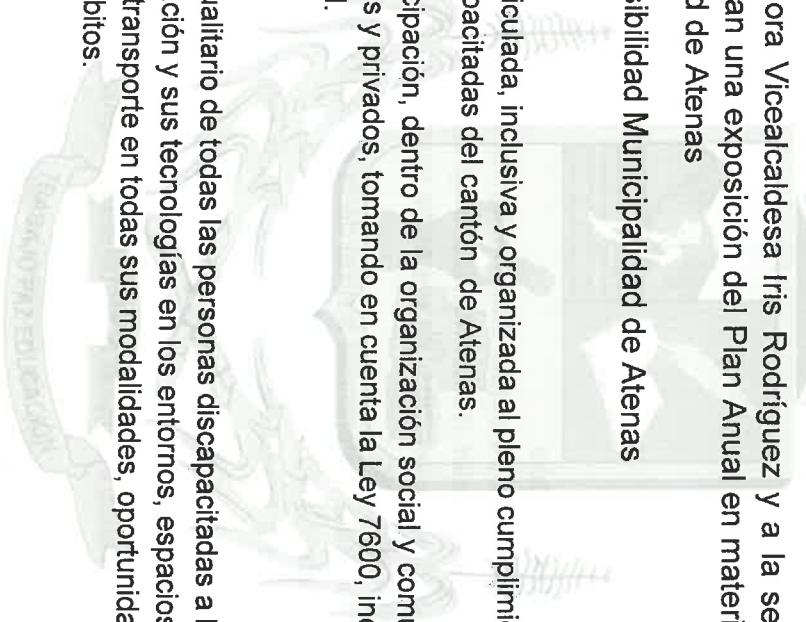 ora Vicealcaldesa Iris Rodríguez y a la se
an una exposición del Plan Anual en materi
d de Atenas
sibilidad Municipalidad de Atenas
iculada, inclusiva y organizada al pleno cumplimi
pacitadas del cantón de Atenas.
cipación, dentro de la organización social y comu
s y privados, tomando en cuenta la Ley 7600, inc
l.
ualitario de todas las personas discapacitadas a l
ción y sus tecnologías en los entornos, espacios
transporte en todas sus modalidades, oportunida
bitos.
TRABAJO PAZ EDUCACIÓN